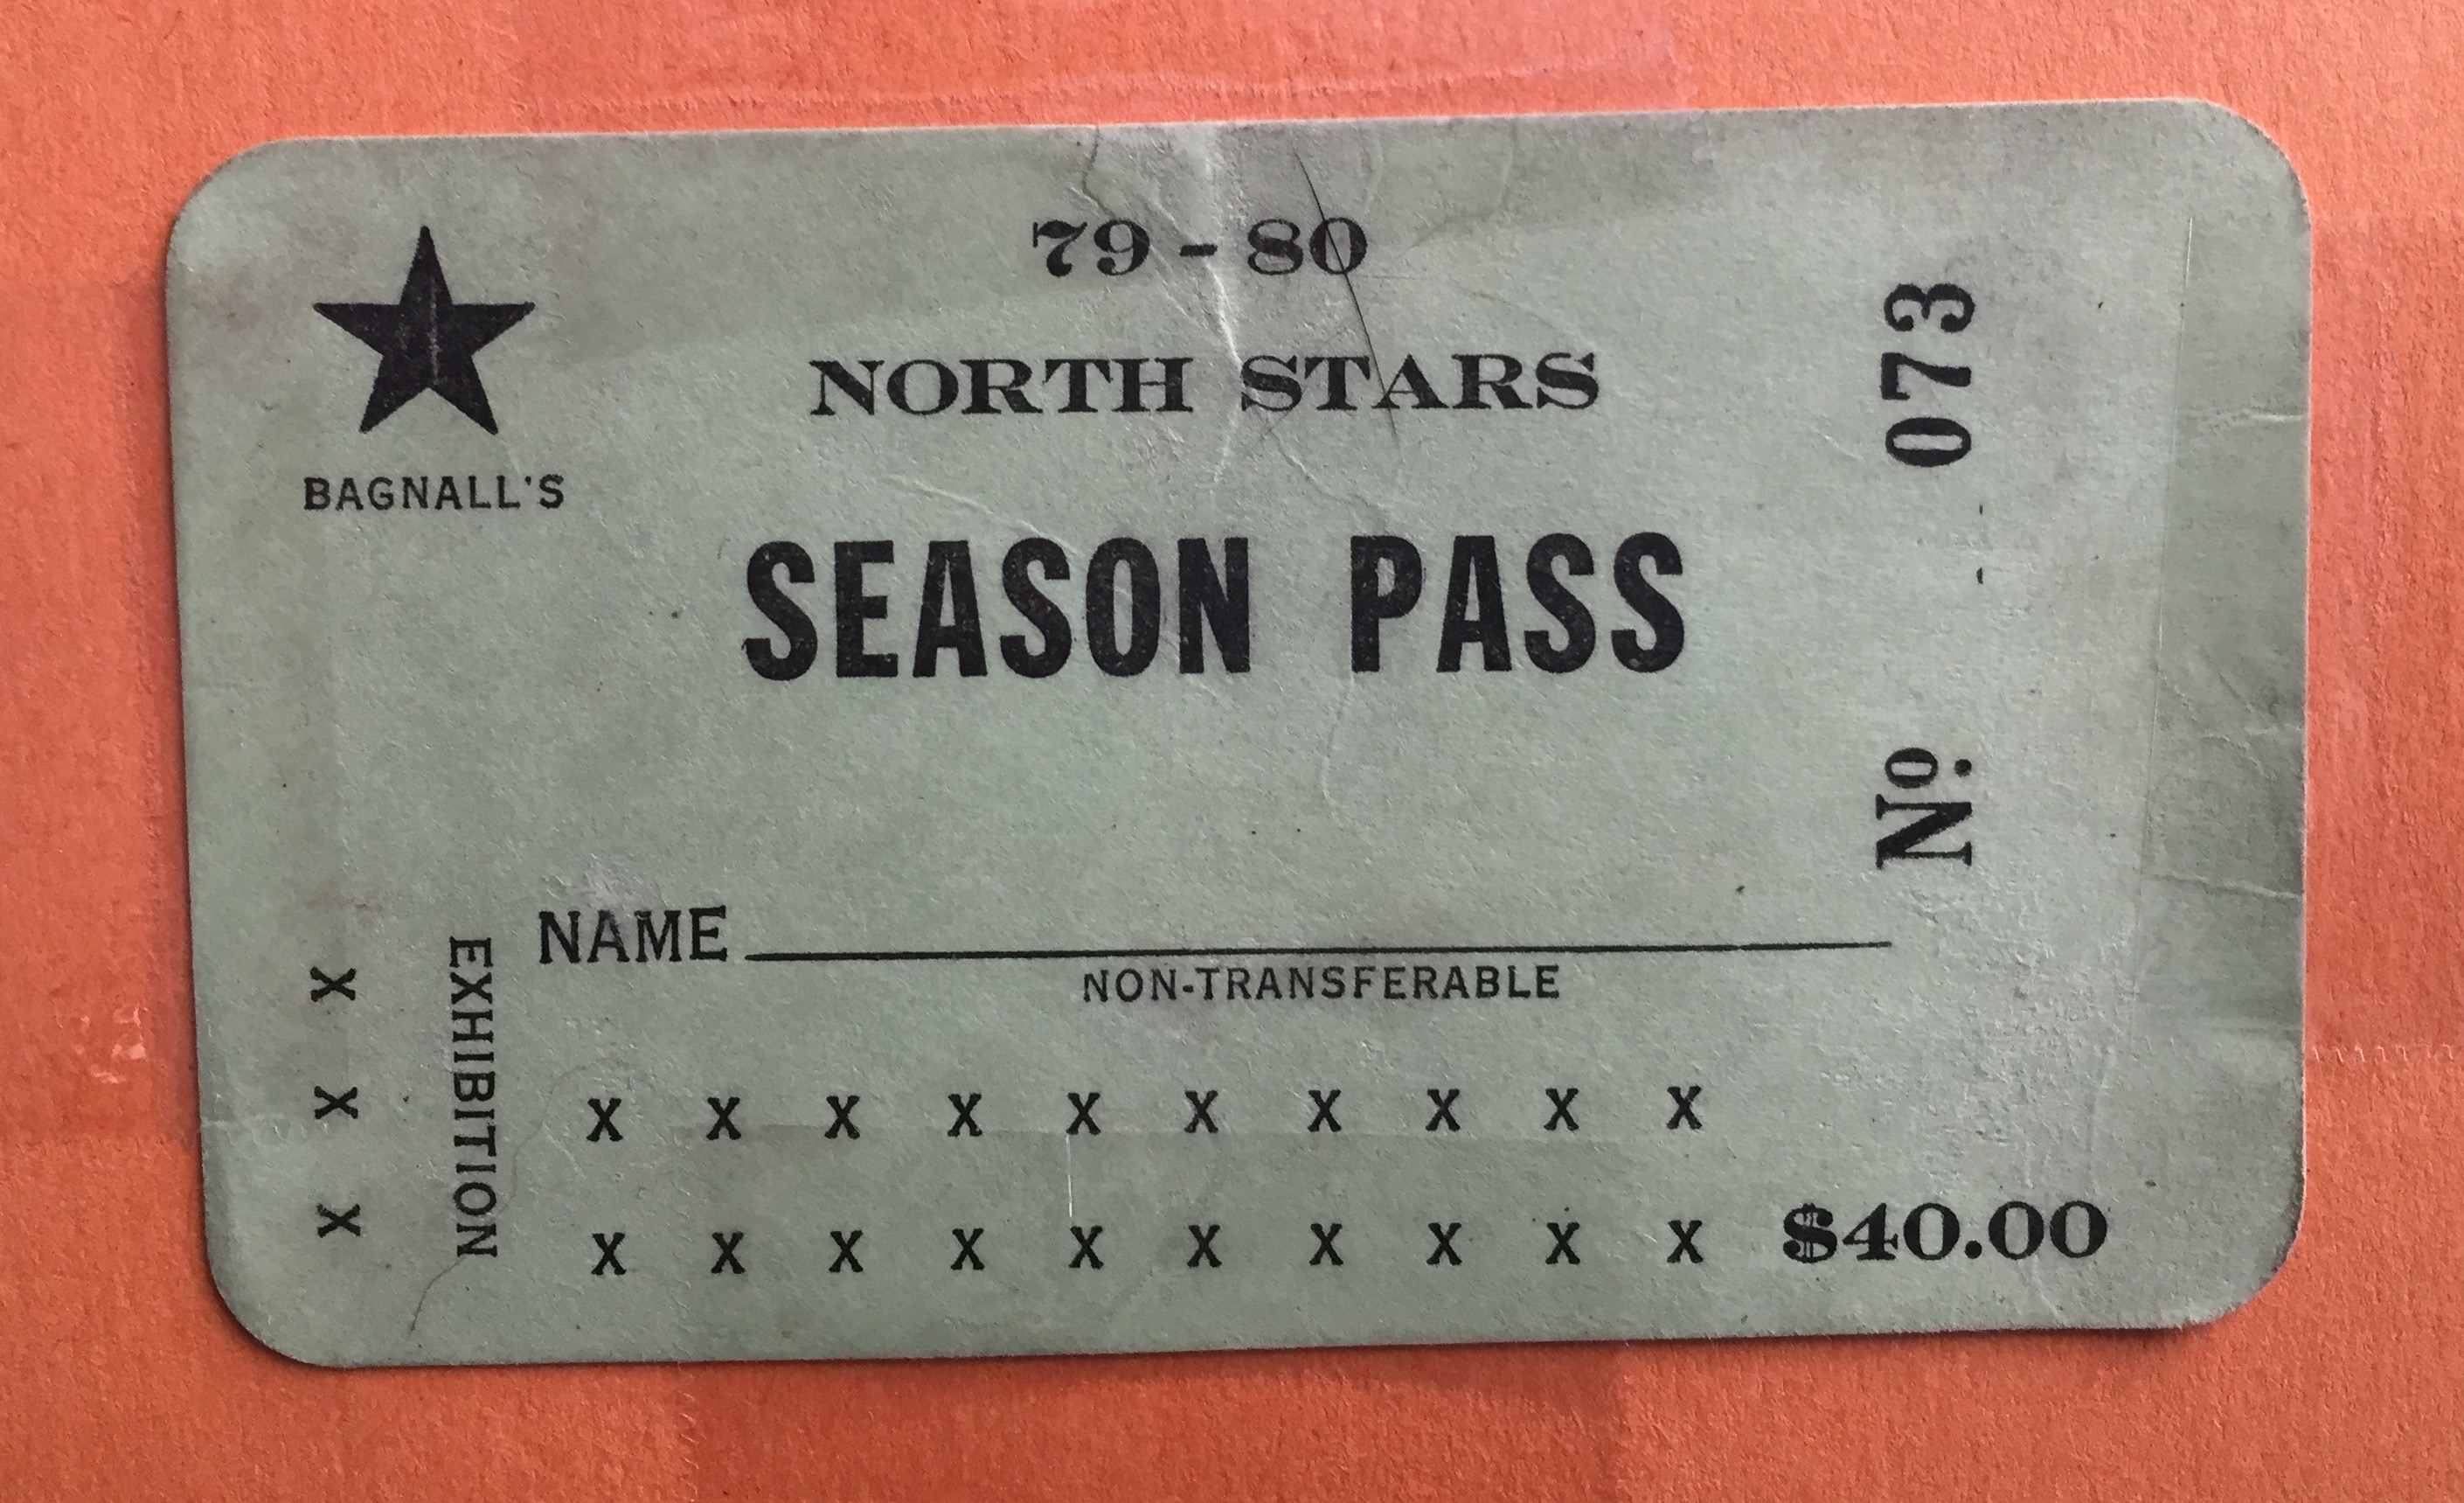 79 - 80
NORTH STARS
BAGNALL'S
SEASON PASS
Nº. 073
NAME
NON-TRANSFERABLE
EXHIBITION
X X X
X X X X X X X X X X
X X X X X X X X X X
$40.00